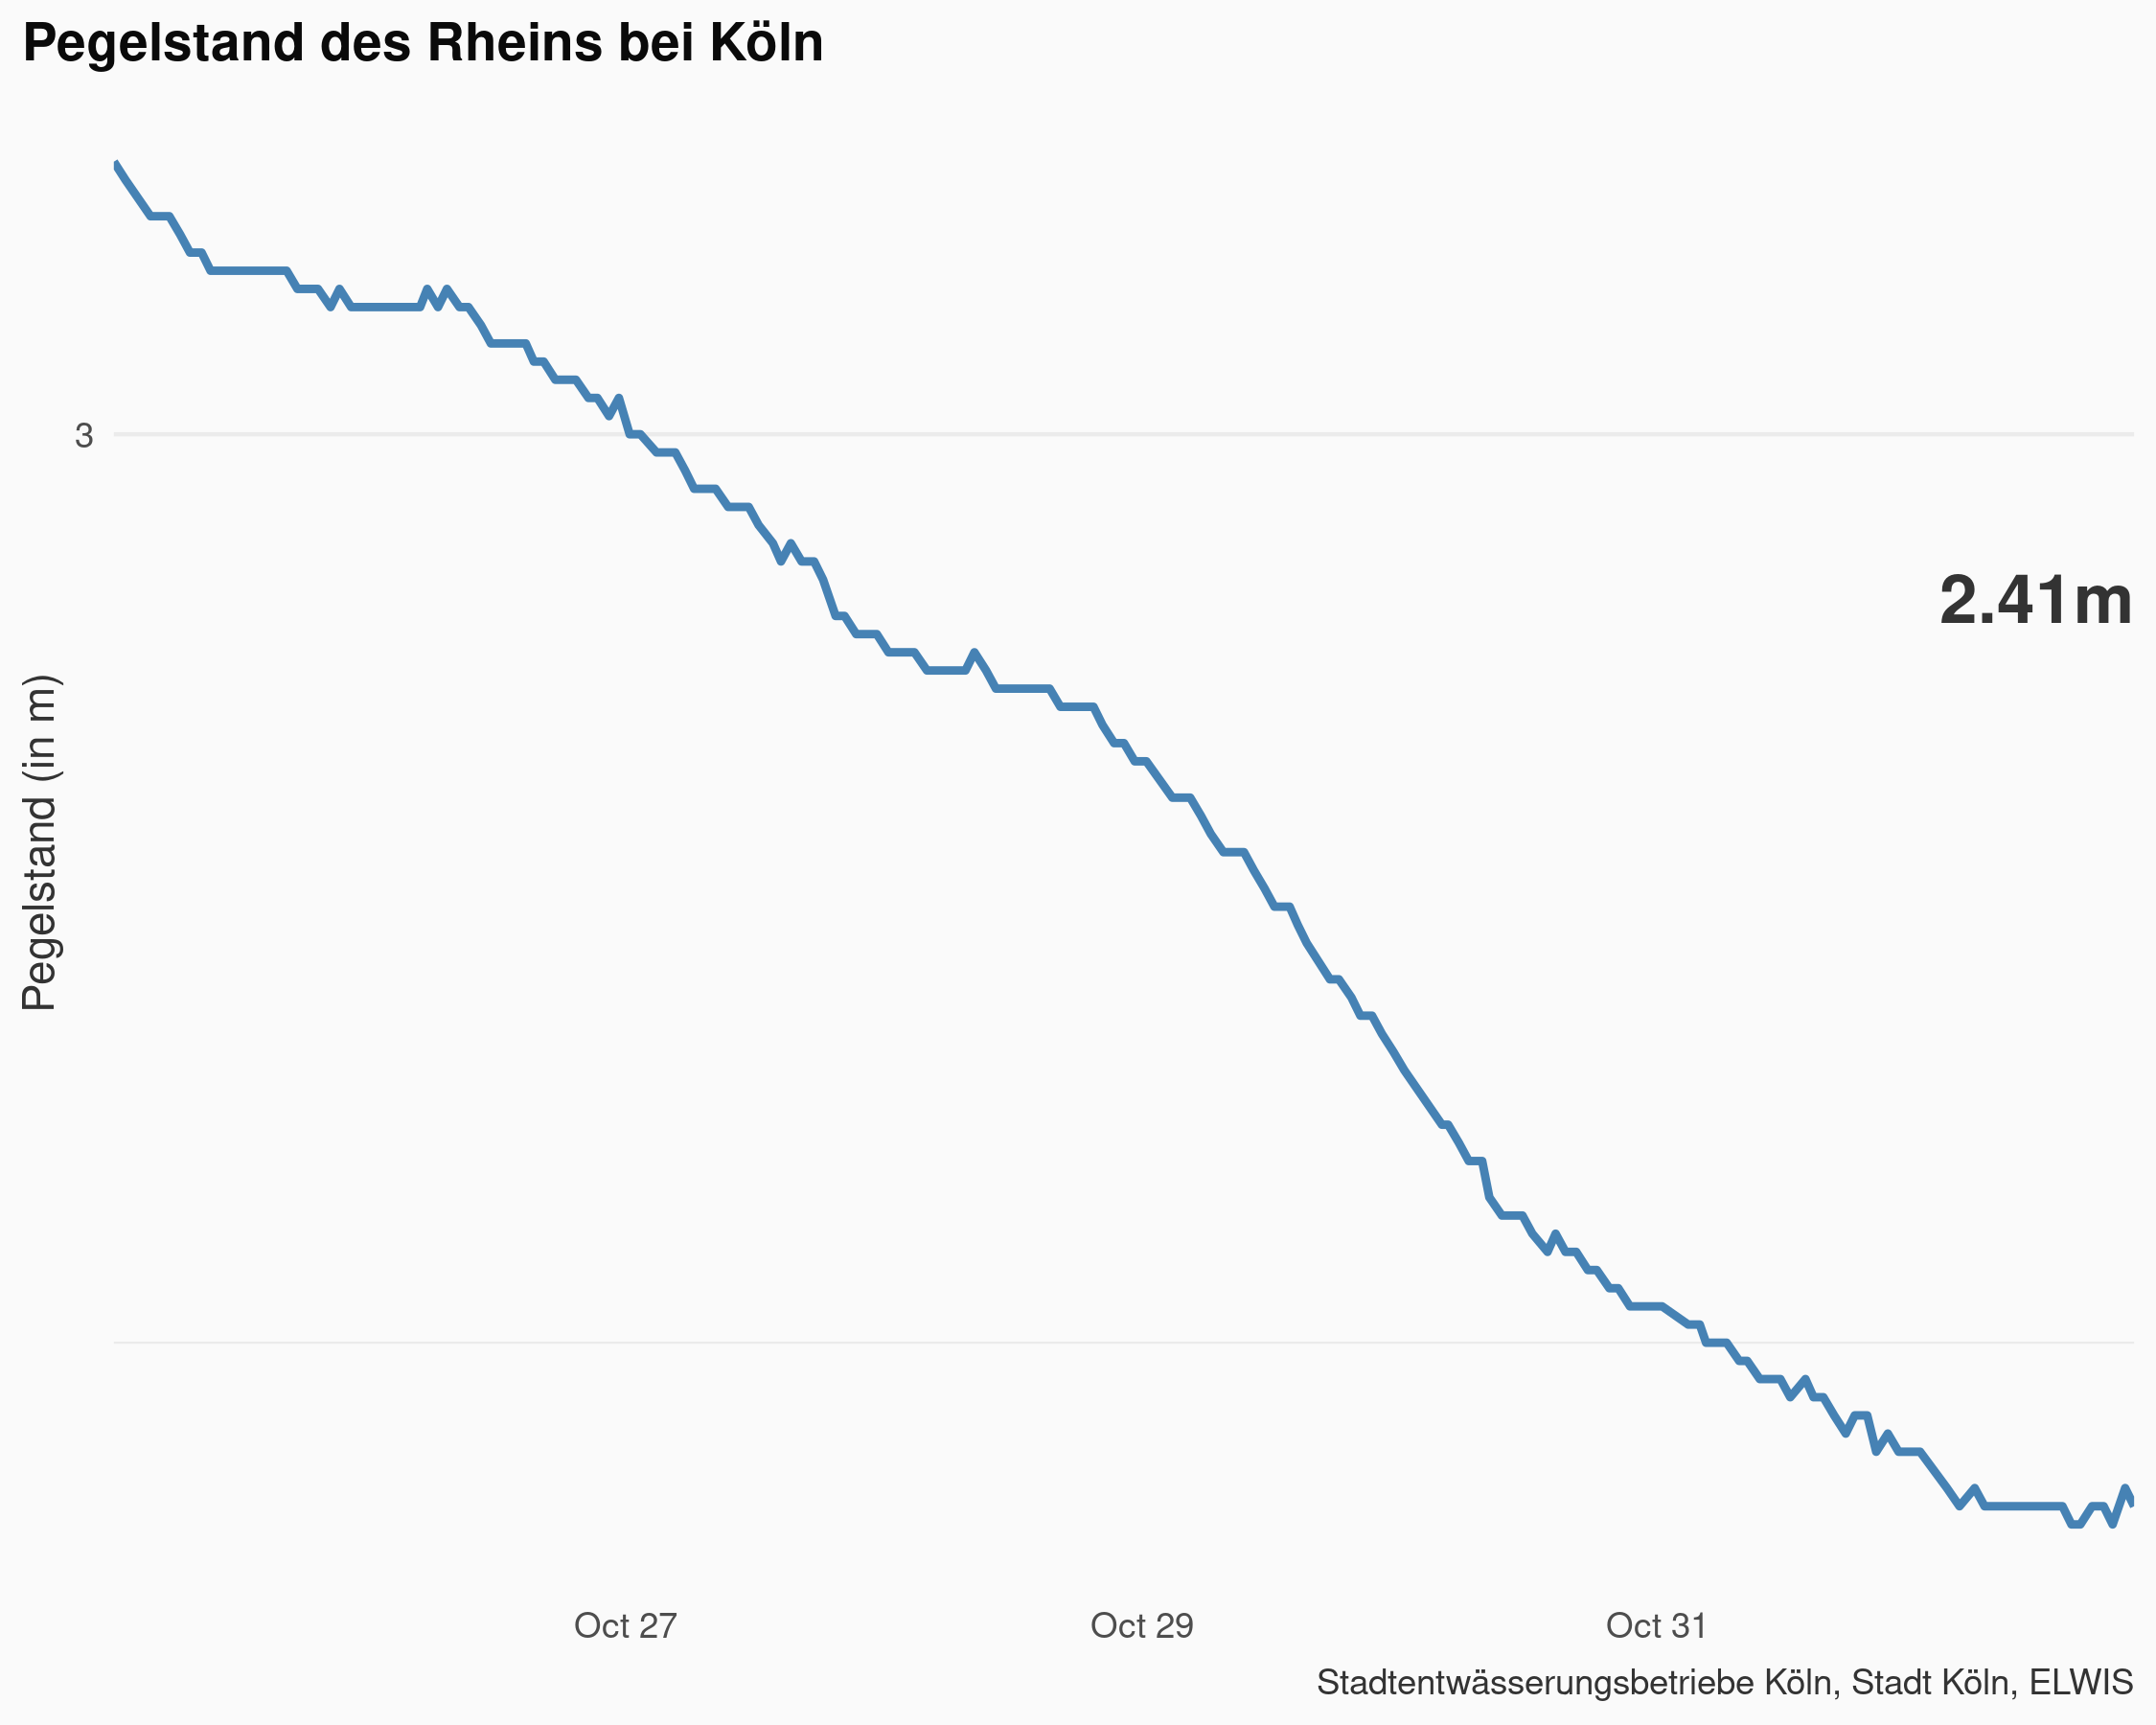 Pegelstand des Rheins bei Köln
3
2.41m
Pegelstand (in m)
Oct 27
Oct 29
Oct 31
Stadtentwässerungsbetriebe Köln, Stadt Köln, ELWIS